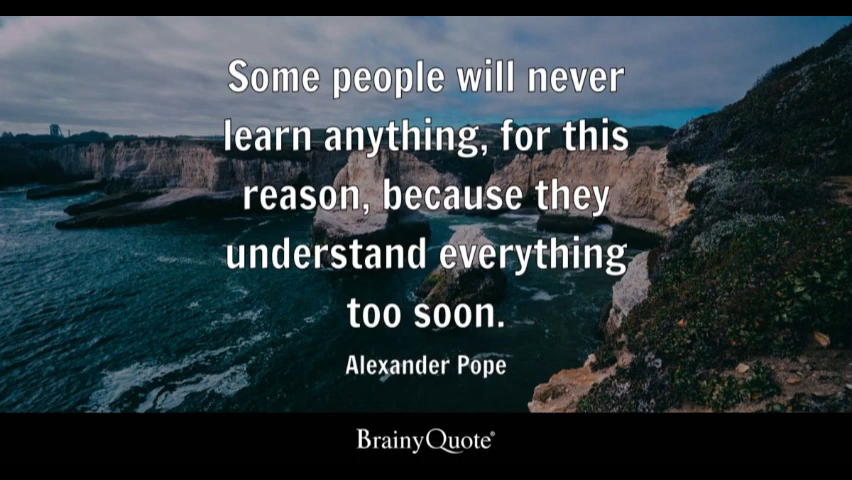 Some people will never
learn anything, for this
reason, because they
understand everything
too soon.
Alexander Pope
BrainyQuote®